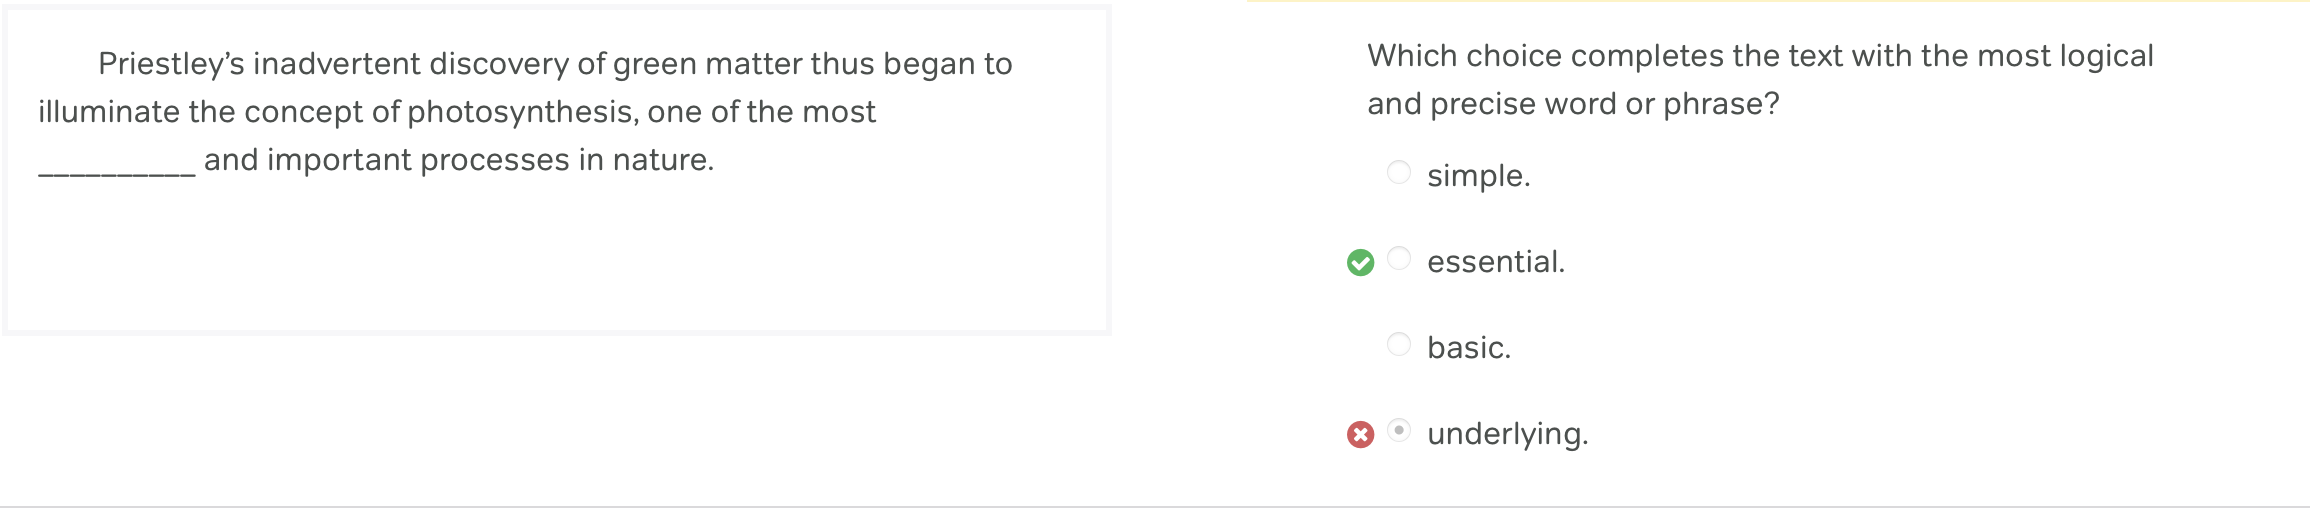 Priestley’s inadvertent discovery of green matter thus began to
illuminate the concept of photosynthesis, one of the most
__________ and important processes in nature.
Which choice completes the text with the most logical
and precise word or phrase?
simple.
essential.
basic.
underlying.